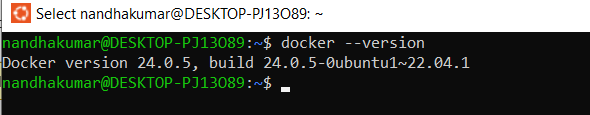 Select nandhakumar@DESKTOP-PJ13O89: ~
nandhakumar@DESKTOP-PJ13O89:~$ docker --version
Docker version 24.0.5, build 24.0.5-0ubuntu1~22.04.1
nandhakumar@DESKTOP-PJ13O89:~$